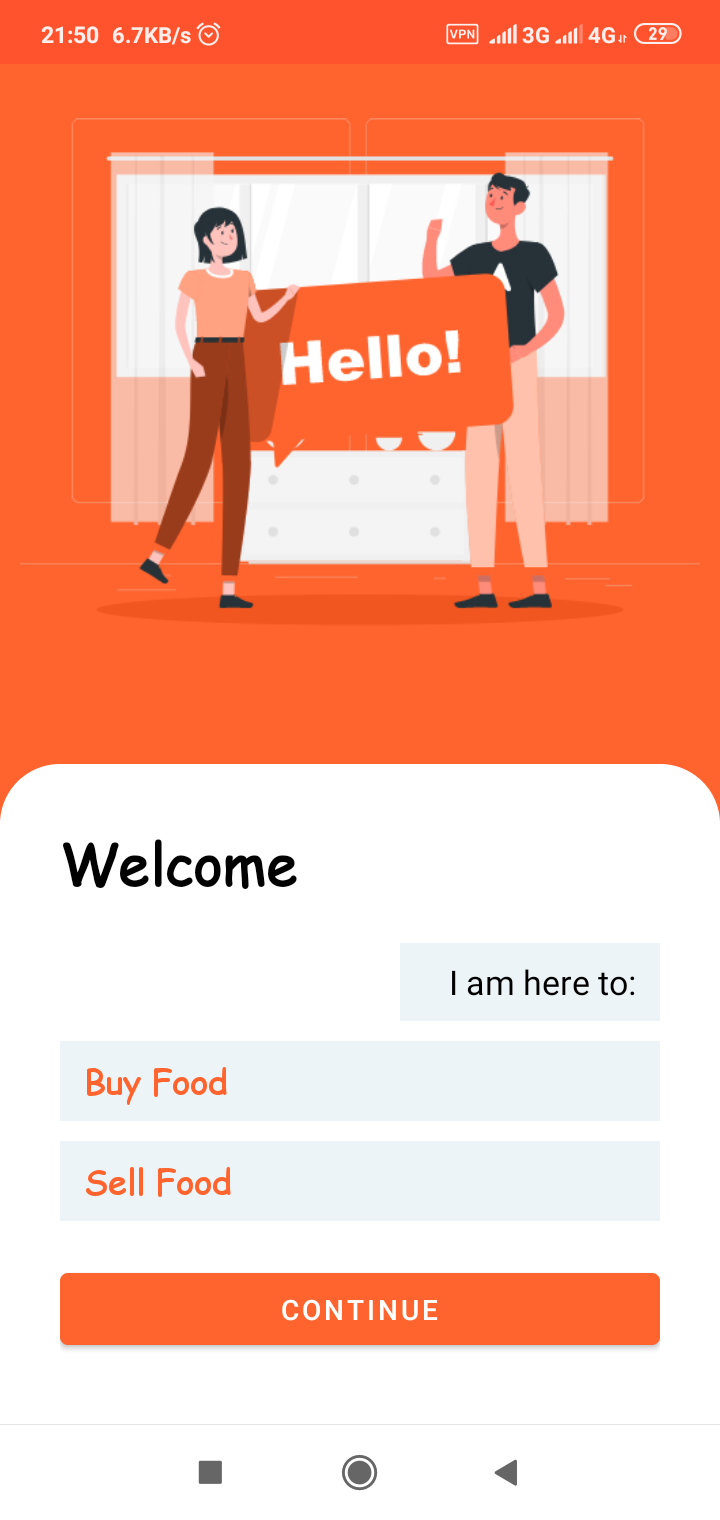 21:50 6.7KB/s VPN 3G 4G 29
Hello!
Welcome
I am here to:
Buy Food
Sell Food
CONTINUE